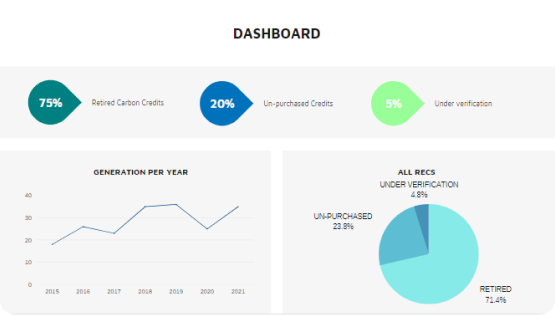 DASHBOARD
75%
Retired Carbon Credits
20%
Un-purchased Credits
5%
Under verification
GENERATION PER YEAR
40
30
20
10
0
2015 2016 2017 2018 2019 2020 2021
ALL RECS
UNDER VERIFICATION
4.8%
UN-PURCHASED
23.8%
RETIRED
71.4%